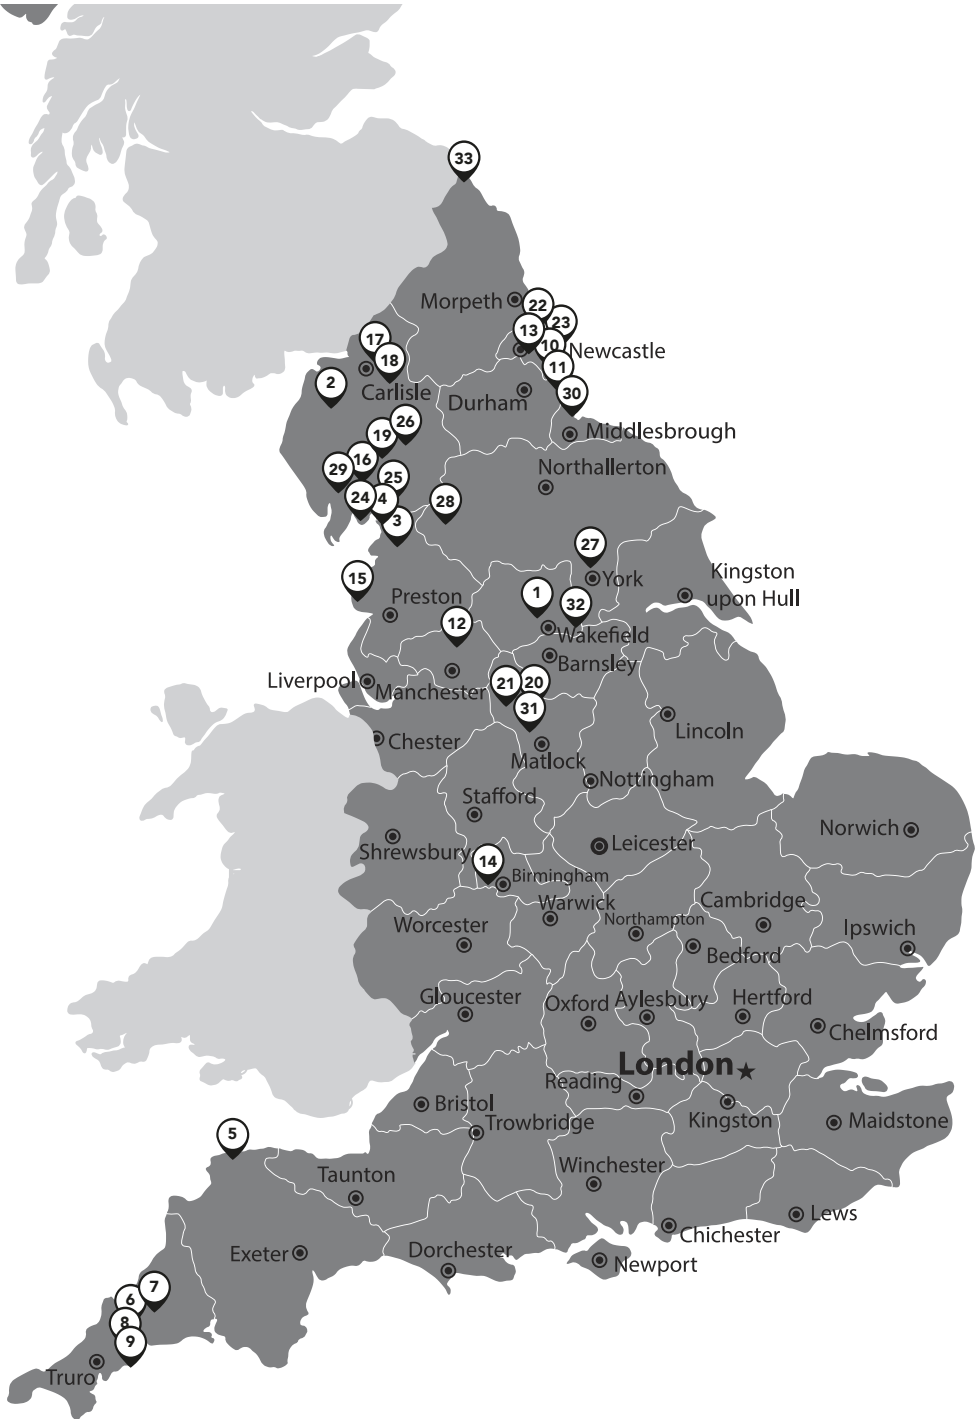 33
Morpeth
22
23
13
10
Newcastle
17
18
11
2
Carlisle
Durham
30
26
19
Middlesbrough
16
29
25
Northallerton
24
4
28
3
27
15
York
Kingston
upon Hull
Preston
1
32
12
Wakefield
Barnsley
Liverpool
Manchester
21
20
31
Lincoln
Chester
Matlock
Nottingham
Stafford
Norwich
Shrewsbury
Leicester
14
Birmingham
Warwick
Cambridge
Worcester
Northampton
Ipswich
Bedford
Gloucester
Oxford
Aylesbury
Hertford
Chelmsford
London
Reading
Bristol
Kingston
Maidstone
Trowbridge
5
Winchester
Taunton
Lews
Chichester
Exeter
Dorchester
Newport
7
6
8
9
Truro